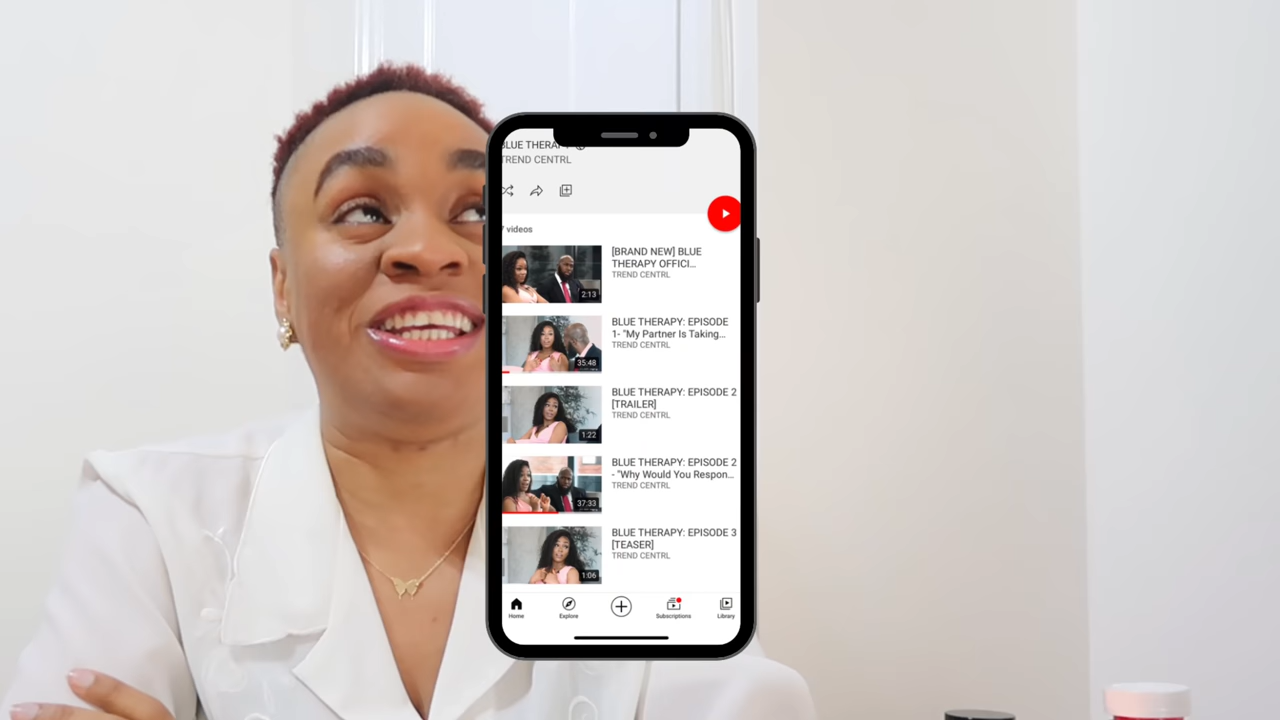 BLUE THERAPY
TREND CENTRL
7 videos
[BRAND NEW] BLUE
THERAPY OFFICI...
TREND CENTRL
2:13
BLUE THERAPY: EPISODE
1- "My Partner Is Taking...
TREND CENTRL
35:48
BLUE THERAPY: EPISODE 2
[TRAILER]
TREND CENTRL
1:22
BLUE THERAPY: EPISODE 2
- "Why Would You Respon...
TREND CENTRL
37:33
BLUE THERAPY: EPISODE 3
[TEASER]
TREND CENTRL
1:06
Home Explore Subscriptions Library